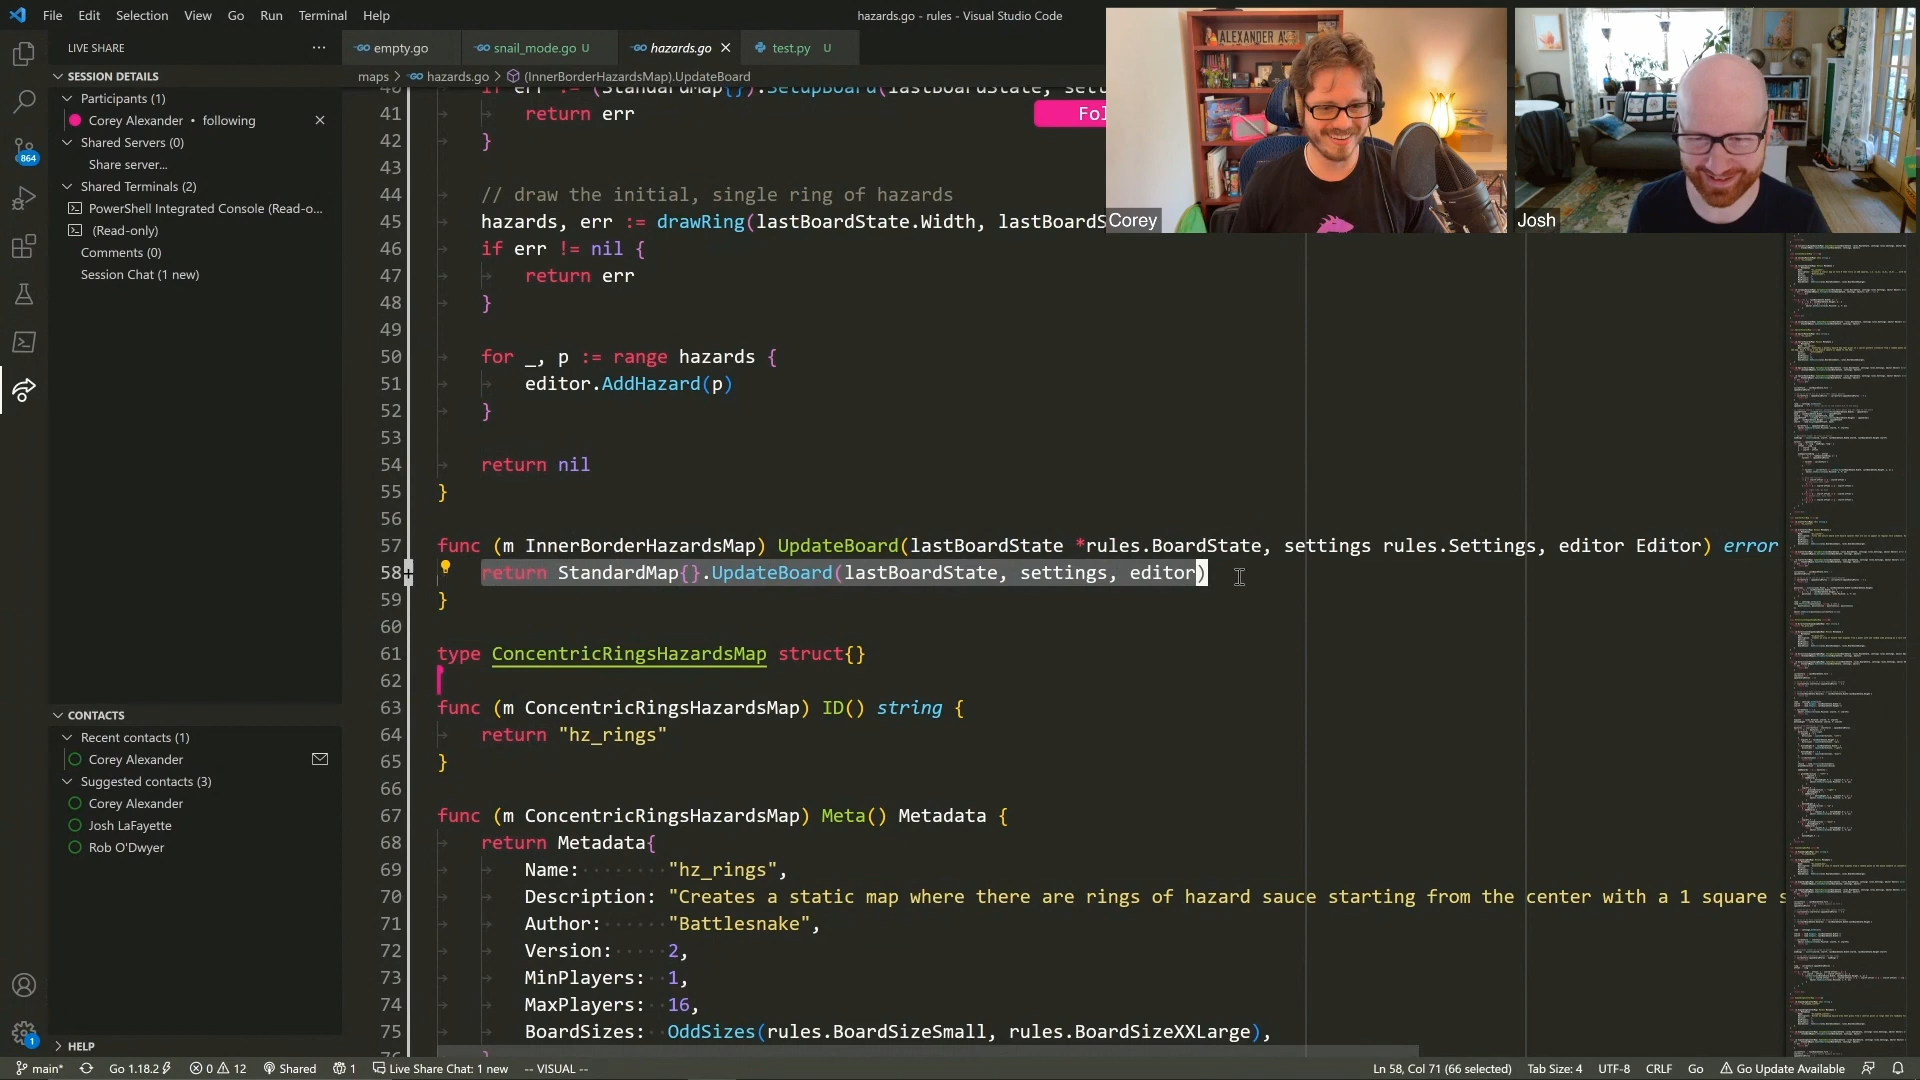 File Edit Selection View Go Run Terminal Help
hazards.go - rules - Visual Studio Code
LIVE SHARE ···
SESSION DETAILS
Participants (1)
Corey Alexander • following
Shared Servers (0)
Share server...
Shared Terminals (2)
PowerShell Integrated Console (Read-o...
(Read-only)
Comments (0)
Session Chat (1 new)
864
CONTACTS
Recent contacts (1)
Corey Alexander
Suggested contacts (3)
Corey Alexander
Josh LaFayette
Rob O'Dwyer
HELP
1
empty.go snail_mode.go U hazards.go test.py U
maps > hazards.go > (InnerBorderHazardsMap).UpdateBoard
41 return err
42 }
43
44 // draw the initial, single ring of hazards
45 hazards, err := drawRing(lastBoardState.Width, lastBoardS
46 if err != nil {
47 return err
48 }
49
50 for _, p := range hazards {
51 editor.AddHazard(p)
52 }
53
54 return nil
55 }
56
57 func (m InnerBorderHazardsMap) UpdateBoard(lastBoardState *rules.BoardState, settings rules.Settings, editor Editor) error
58 return StandardMap{}.UpdateBoard(lastBoardState, settings, editor)
59 }
60
61 type ConcentricRingsHazardsMap struct{}
62
63 func (m ConcentricRingsHazardsMap) ID() string {
64 return "hz_rings"
65 }
66
67 func (m ConcentricRingsHazardsMap) Meta() Metadata {
68 return Metadata{
69 Name: "hz_rings",
70 Description: "Creates a static map where there are rings of hazard sauce starting from the center with a 1 square s
71 Author: "Battlesnake",
72 Version: 2,
73 MinPlayers: 1,
74 MaxPlayers: 16,
75 BoardSizes: OddSizes(rules.BoardSizeSmall, rules.BoardSizeXXLarge),
Fol
Corey
Josh
main* Go 1.18.2 0 12 Shared 1 Live Share Chat: 1 new -- VISUAL -- Ln 58, Col 71 (66 selected) Tab Size: 4 UTF-8 CRLF Go Go Update Available